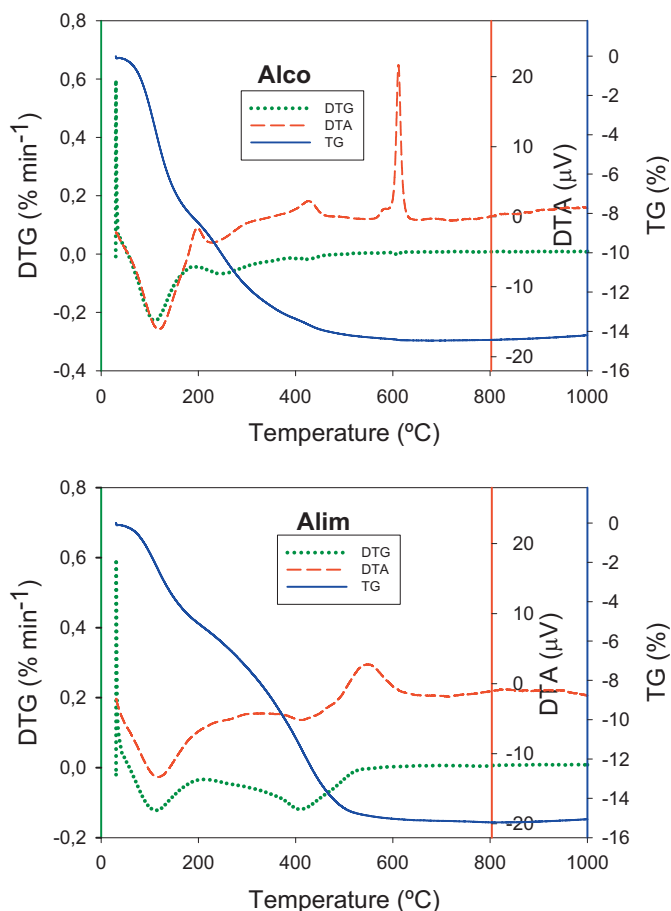 0,8
0,6
0,4
0,2
0,0
-0,2
-0,4
DTG (% min-1)
Alco
DTG
DTA
TG
20
10
0
-10
-20
DTA (µV)
0
-2
-4
-6
-8
-10
-12
-14
-16
TG (%)
0 200 400 600 800 1000
Temperature (ºC)
0,8
0,6
0,4
0,2
0,0
-0,2
DTG (% min-1)
Alim
DTG
DTA
TG
20
10
0
-10
-20
DTA (µV)
0
-2
-4
-6
-8
-10
-12
-14
-16
TG (%)
0 200 400 600 800 1000
Temperature (ºC)